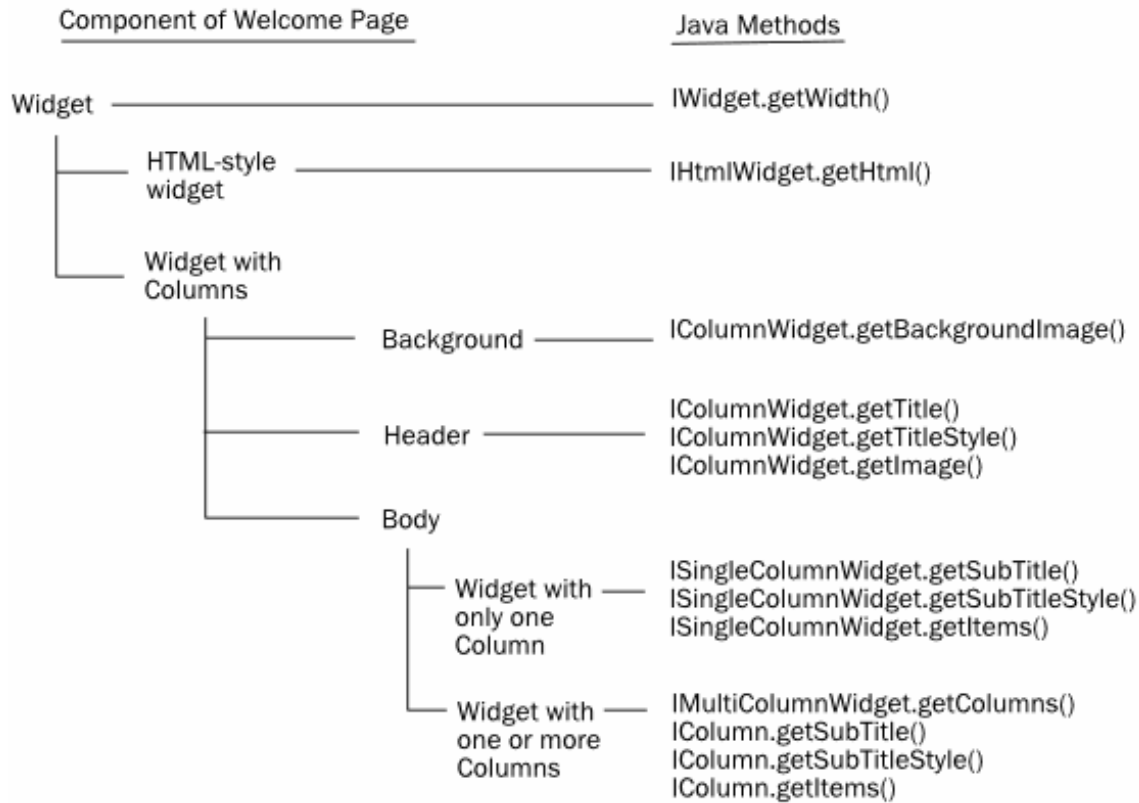 Component of Welcome Page
Java Methods
Widget
IWidget.getWidth()
HTML-style
widget
IHtmlWidget.getHtml()
Widget with
Columns
Background
IColumnWidget.getBackgroundImage()
Header
IColumnWidget.getTitle()
IColumnWidget.getTitleStyle()
IColumnWidget.getImage()
Body
Widget with
only one
Column
ISingleColumnWidget.getSubTitle()
ISingleColumnWidget.getSubTitleStyle()
ISingleColumnWidget.getItems()
Widget with
one or more
Columns
IMultiColumnWidget.getColumns()
IColumn.getSubTitle()
IColumn.getSubTitleStyle()
IColumn.getItems()